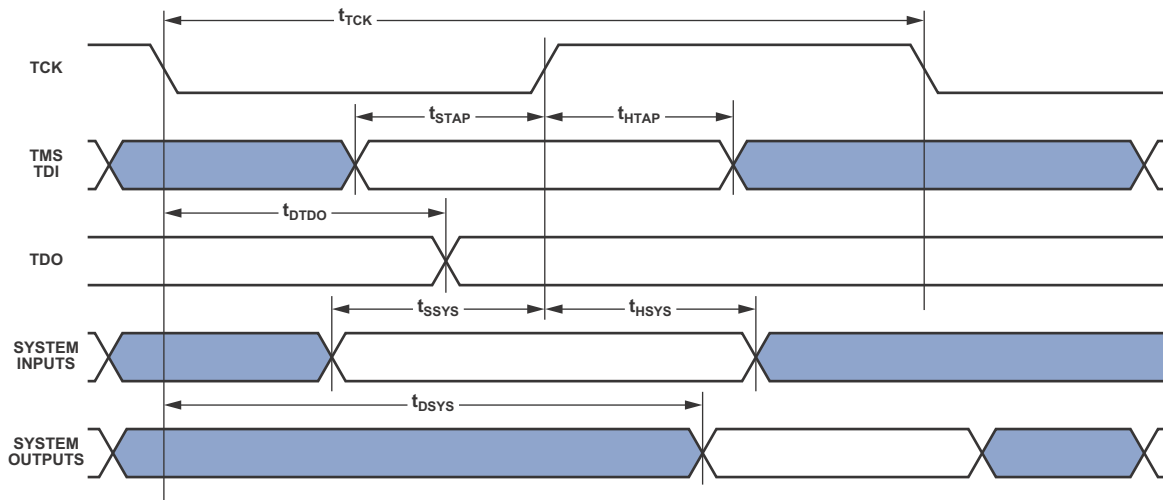 tTCK
TCK
tSTAP
tHTAP
TMS
TDI
tDTDO
TDO
tSSYS
tHSYS
SYSTEM
INPUTS
tDSYS
SYSTEM
OUTPUTS